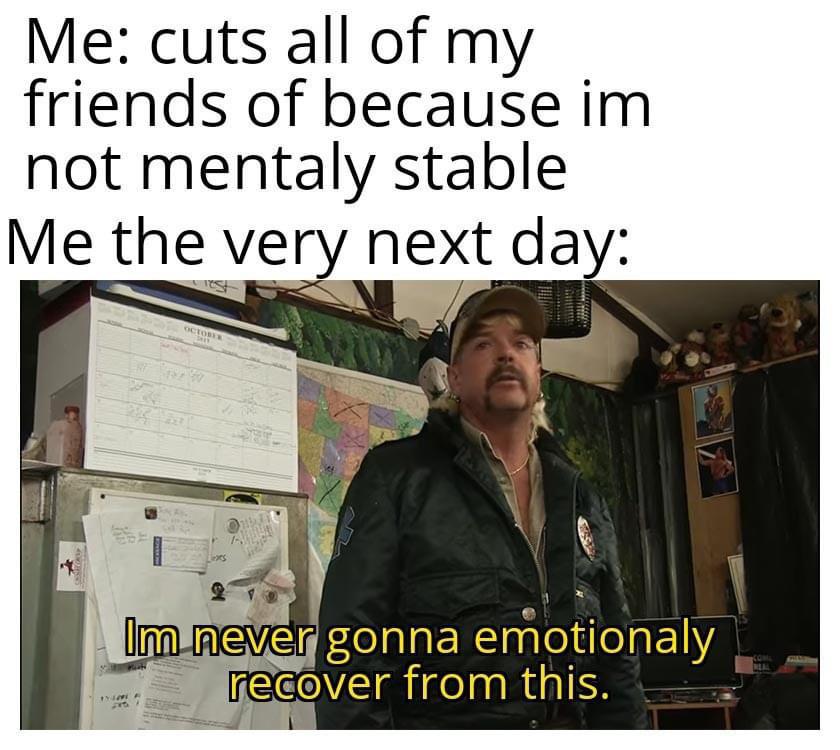 Me: cuts all of my
friends of because im
not mentaly stable
Me the very next day:
OCTOBER
Im never gonna emotionaly
recover from this.